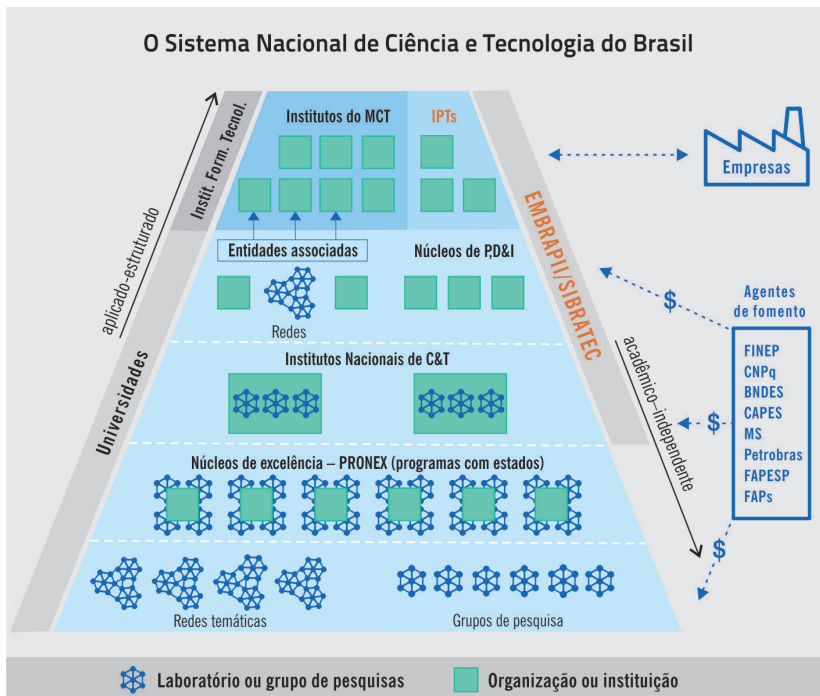 O Sistema Nacional de Ciência e Tecnologia do Brasil
Instit. Form. Tecnol.
Institutos do MCT
IPTs
Empresas
aplicado-estruturado
Universidades
Entidades associadas
Núcleos de P,D&I
EMBRAPII/SIBRATEC
Redes
Agentes
de fomento
$
FINEP
CNPq
BNDES
CAPES
MS
Petrobras
FAPESP
FAPs
Institutos Nacionais de C&T
acadêmico–independente
$
Núcleos de excelência – PRONEX (programas com estados)
$
Redes temáticas
Grupos de pesquisa
Laboratório ou grupo de pesquisas
Organização ou instituição